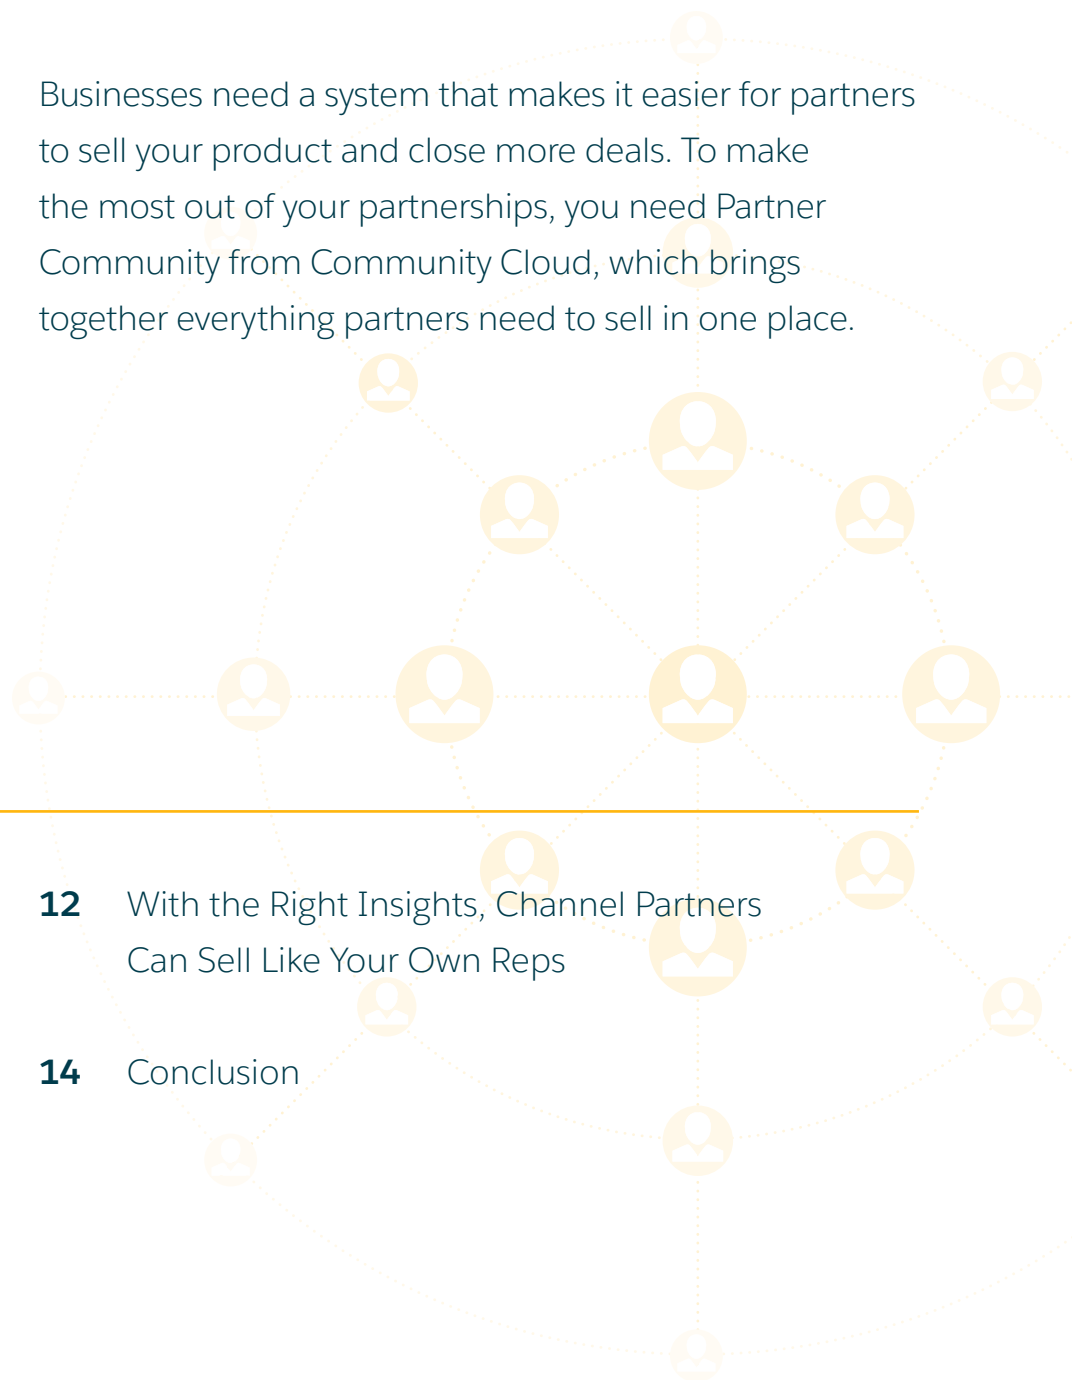 Businesses need a system that makes it easier for partners
to sell your product and close more deals. To make
the most out of your partnerships, you need Partner
Community from Community Cloud, which brings
together everything partners need to sell in one place.
12 With the Right Insights, Channel Partners
Can Sell Like Your Own Reps
14 Conclusion